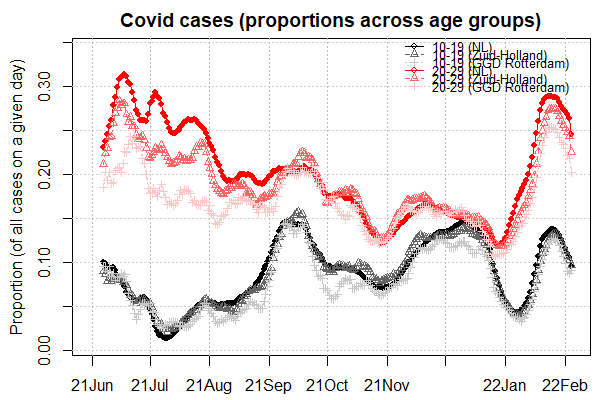 Covid cases (proportions across age groups)
10-19 (NL)
10-19 (Zuid-Holland)
10-19 (GGD Rotterdam)
20-29 (NL)
20-29 (Zuid-Holland)
20-29 (GGD Rotterdam)
Proportion (of all cases on a given day)
0.30
0.20
0.10
0.00
21Jun 21Jul 21Aug 21Sep 21Oct 21Nov 22Jan 22Feb